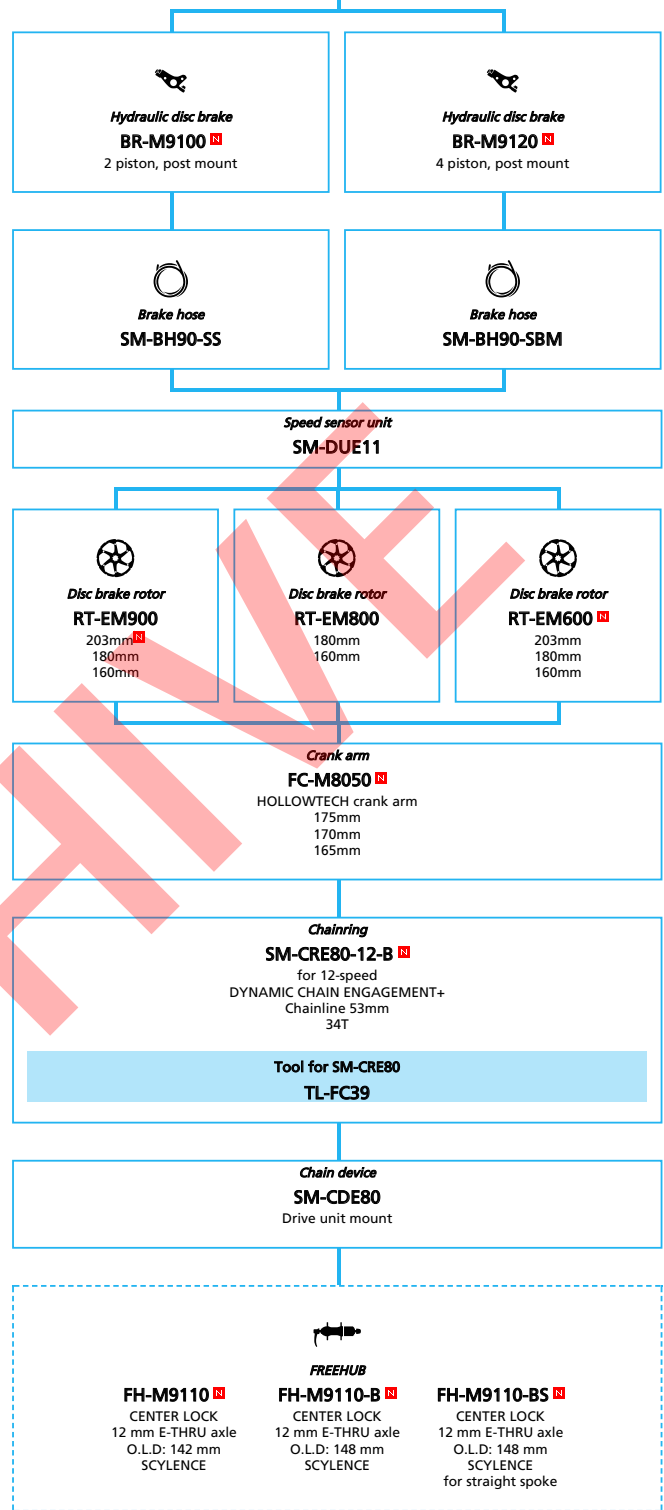 Hydraulic disc brake
BR-M9100 N
2 piston, post mount
Hydraulic disc brake
BR-M9120 N
4 piston, post mount
Brake hose
SM-BH90-SS
Brake hose
SM-BH90-SBM
Speed sensor unit
SM-DUE11
Disc brake rotor
RT-EM900
203mm N
180mm
160mm
Disc brake rotor
RT-EM800
180mm
160mm
Disc brake rotor
RT-EM600 N
203mm
180mm
160mm
Crank arm
FC-M8050 N
HOLLOWTECH crank arm
175mm
170mm
165mm
Chainring
SM-CRE80-12-B N
for 12-speed
DYNAMIC CHAIN ENGAGEMENT+
Chainline 53mm
34T
Tool for SM-CRE80
TL-FC39
Chain device
SM-CDE80
Drive unit mount
FREEHUB
FH-M9110 N
CENTER LOCK
12 mm E-THRU axle
O.L.D: 142 mm
SCYLENCE
FH-M9110-B N
CENTER LOCK
12 mm E-THRU axle
O.L.D: 148 mm
SCYLENCE
FH-M9110-BS N
CENTER LOCK
12 mm E-THRU axle
O.L.D: 148 mm
SCYLENCE
for straight spoke
HIVE